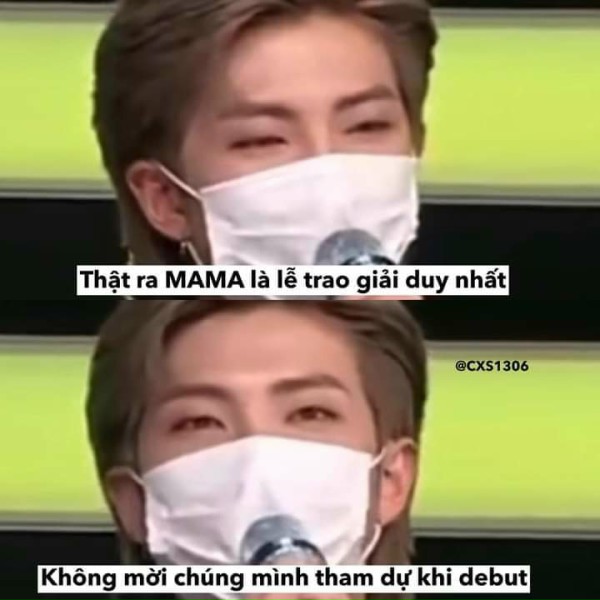 Thật ra MAMA là lễ trao giải duy nhất
@CXS1306
Không mời chúng mình tham dự khi debut